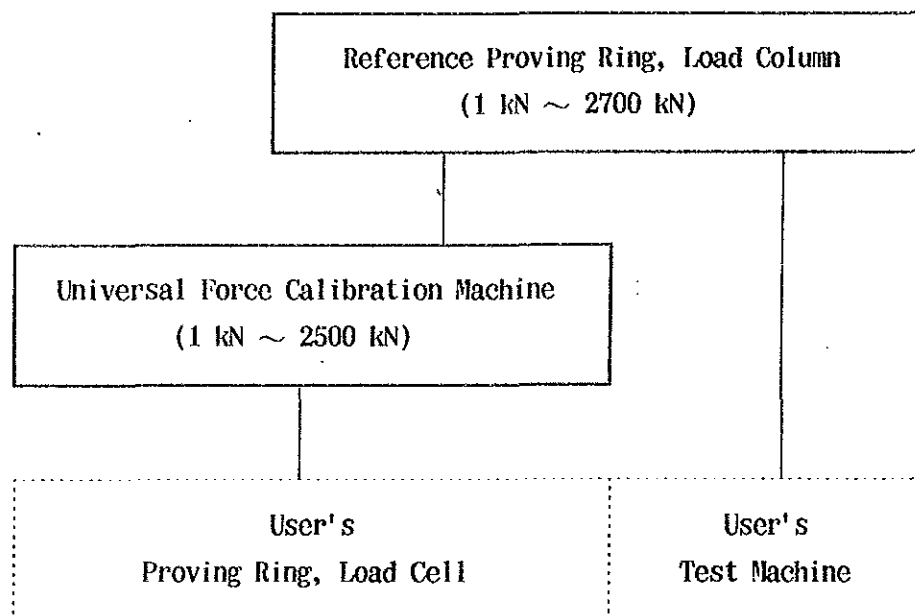 Reference Proving Ring, Load Column
(1 kN ~ 2700 kN)
Universal Force Calibration Machine
(1 kN ~ 2500 kN)
User's
Proving Ring, Load Cell
User's
Test Machine